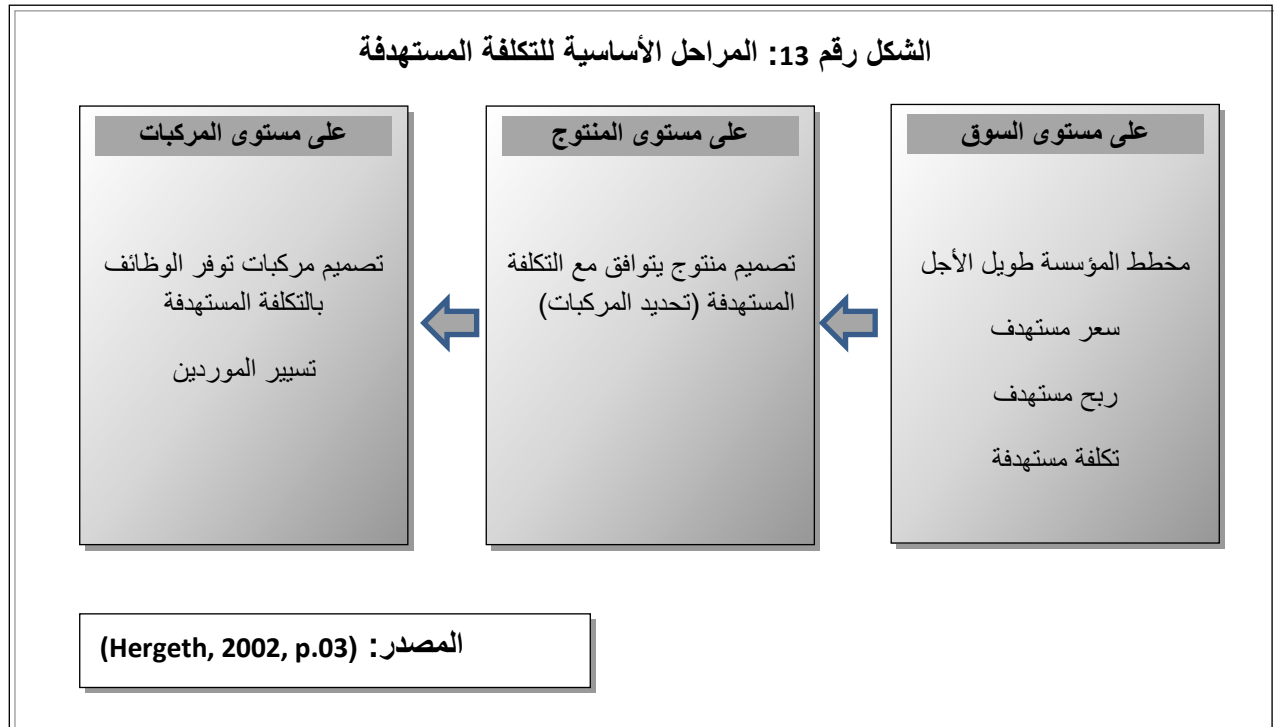 الشكل رقم 13: المراحل الأساسية للتكلفة المستهدفة
على مستوى السوق
مخطط المؤسسة طويل الأجل
سعر مستهدف
ربح مستهدف
تكلفة مستهدفة
على مستوى المنتوج
تصميم منتوج يتوافق مع التكلفة
المستهدفة (تحديد المركبات)
على مستوى المركبات
تصميم مركبات توفر الوظائف
بالتكلفة المستهدفة
تسيير الموردين
المصدر: (Hergeth, 2002, p.03)